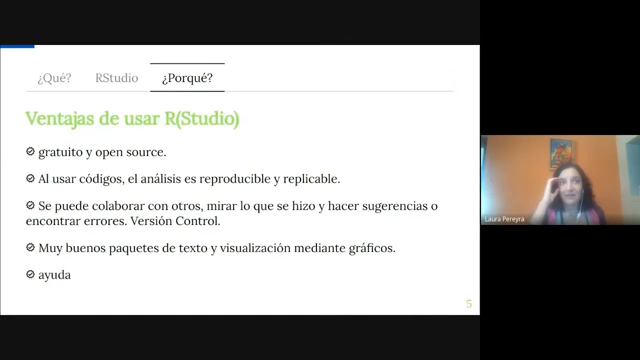 ¿Qué? RStudio ¿Porqué?
Ventajas de usar R(Studio)
gratuito y open source.
Al usar códigos, el análisis es reproducible y replicable.
Se puede colaborar con otros, mirar lo que se hizo y hacer sugerencias o
encontrar errores. Versión Control.
Muy buenos paquetes de texto y visualización mediante gráficos.
ayuda
5
Laura Pereyra